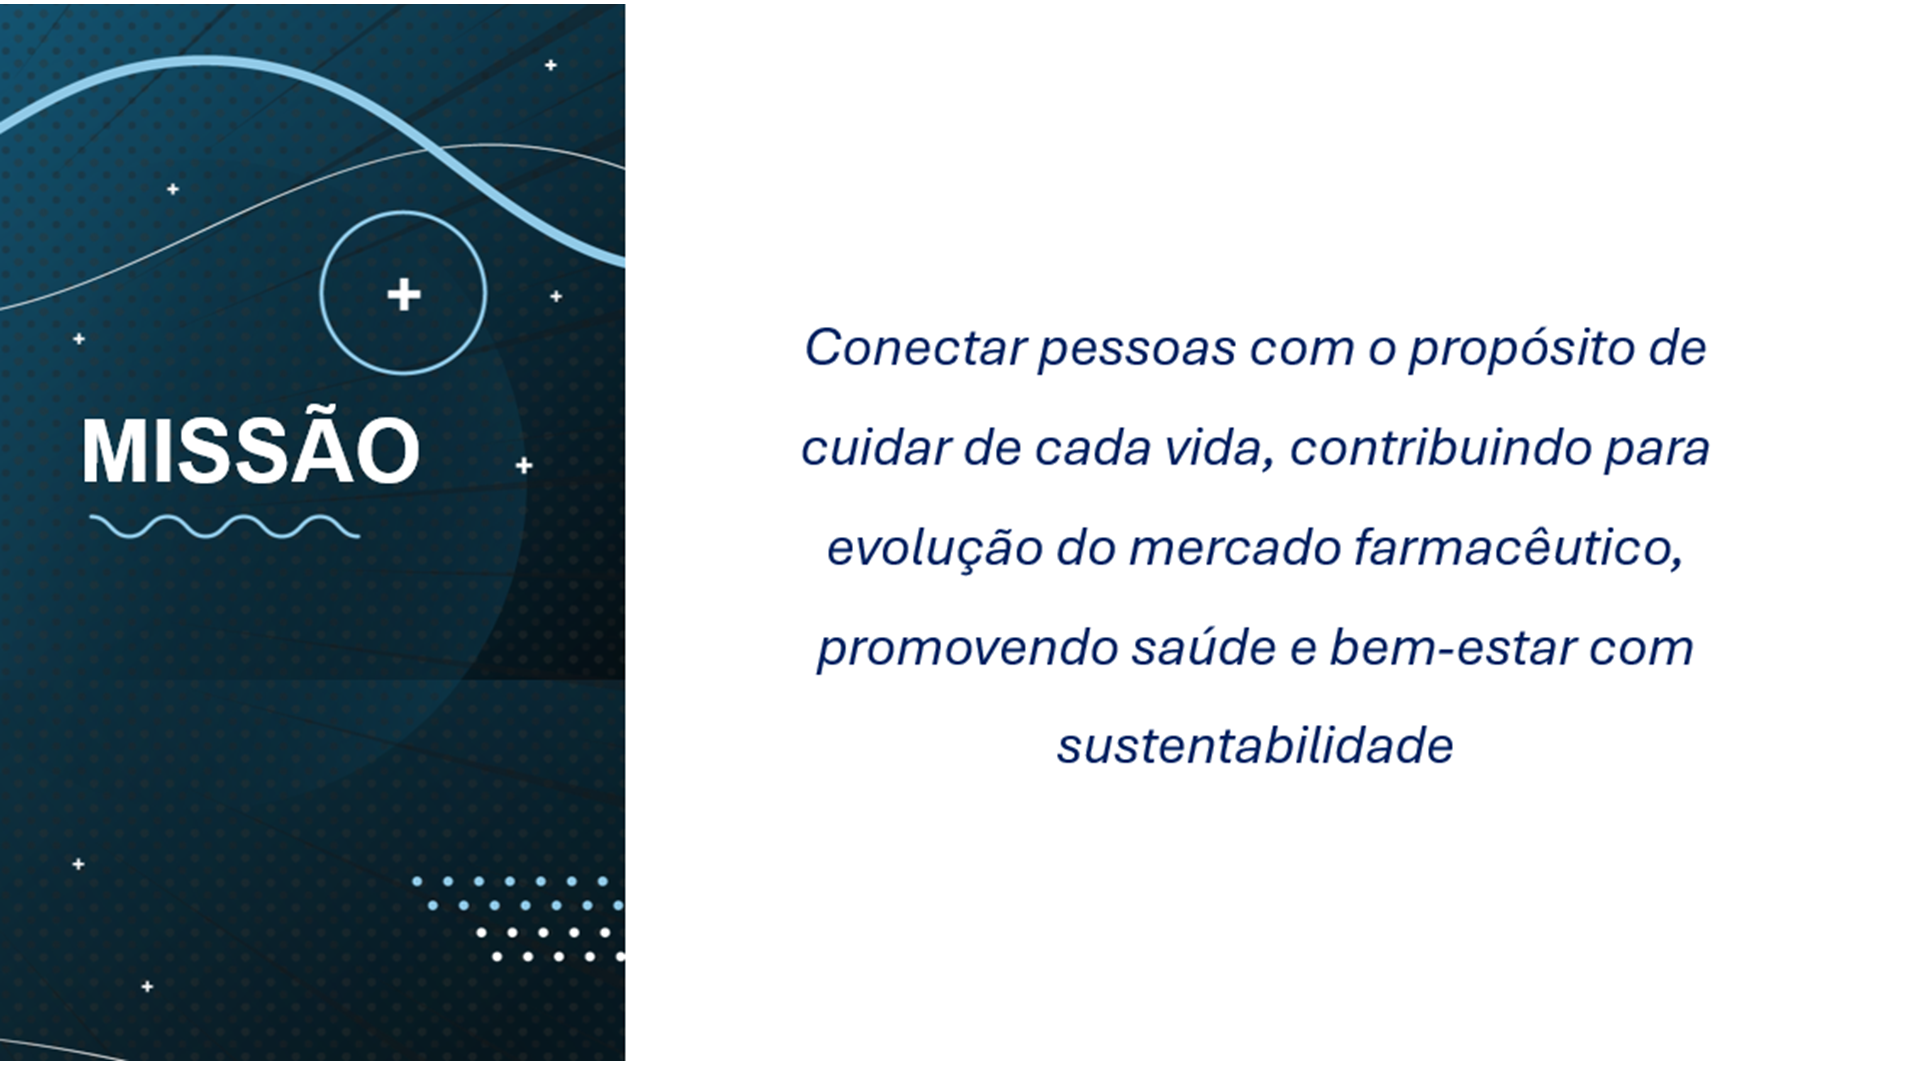 MISSÃO
Conectar pessoas com o propósito de
cuidar de cada vida, contribuindo para
evolução do mercado farmacêutico,
promovendo saúde e bem-estar com
sustentabilidade